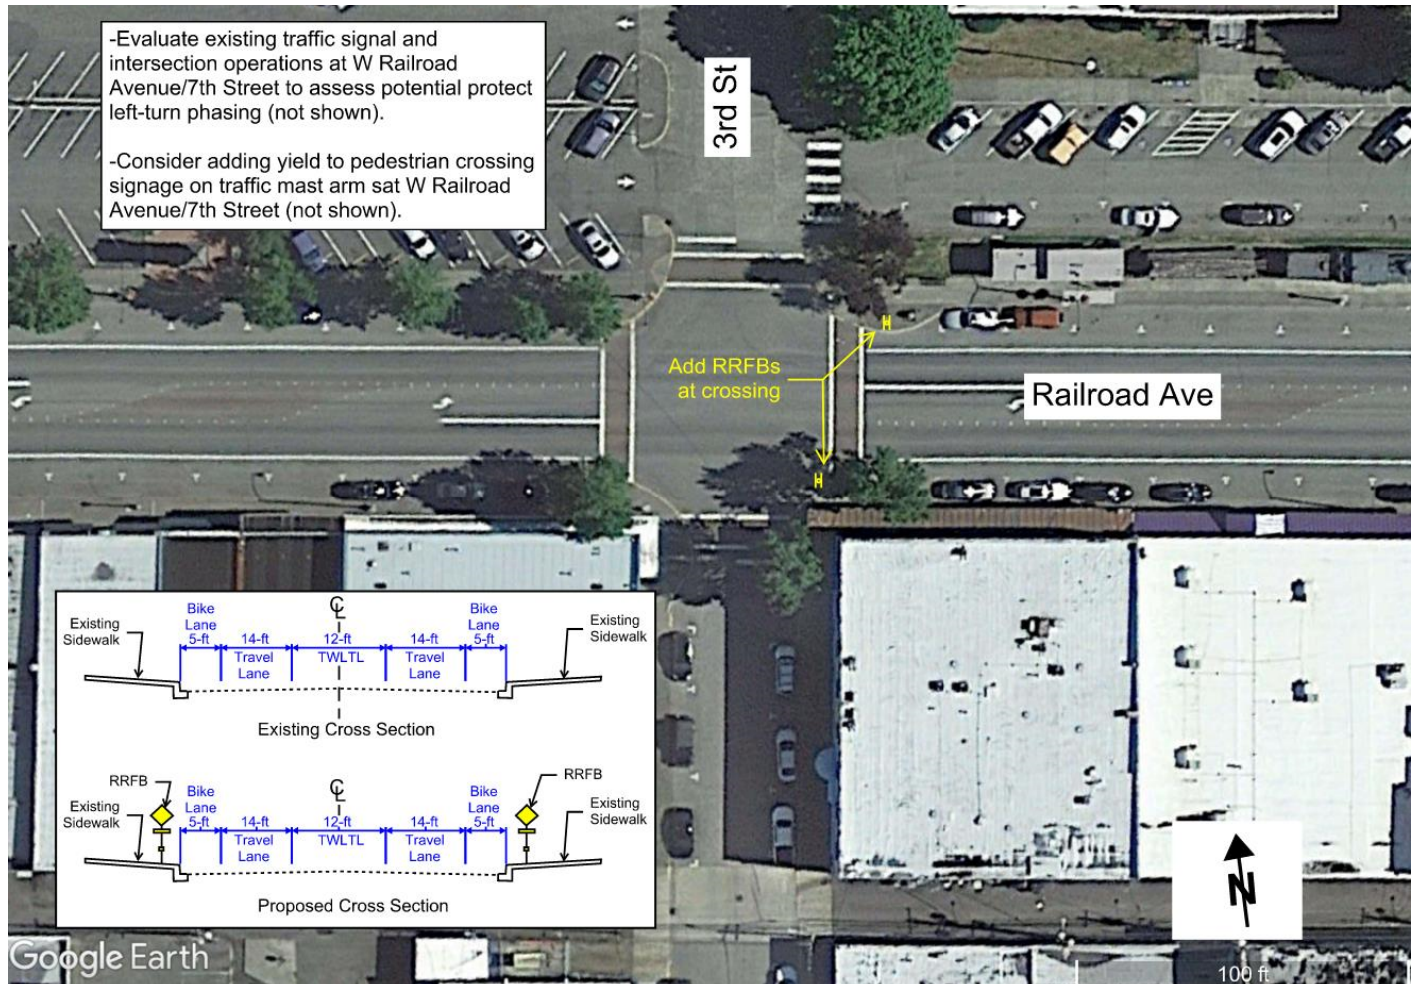 -Evaluate existing traffic signal and
intersection operations at W Railroad
Avenue/7th Street to assess potential protect
left-turn phasing (not shown).
-Consider adding yield to pedestrian crossing
signage on traffic mast arm sat W Railroad
Avenue/7th Street (not shown).
3rd St
Add RRFBs
at crossing
Railroad Ave
Existing
Sidewalk
Bike
Lane
5-ft
14-ft
Travel
Lane
CL
12-ft
TWLTL
14-ft
Travel
Lane
Bike
Lane
5-ft
Existing
Sidewalk
Existing Cross Section
RRFB
Existing
Sidewalk
Bike
Lane
5-ft
14-ft
Travel
Lane
CL
12-ft
TWLTL
14-ft
Travel
Lane
Bike
Lane
5-ft
RRFB
Existing
Sidewalk
Proposed Cross Section
N
Google Earth
100 ft